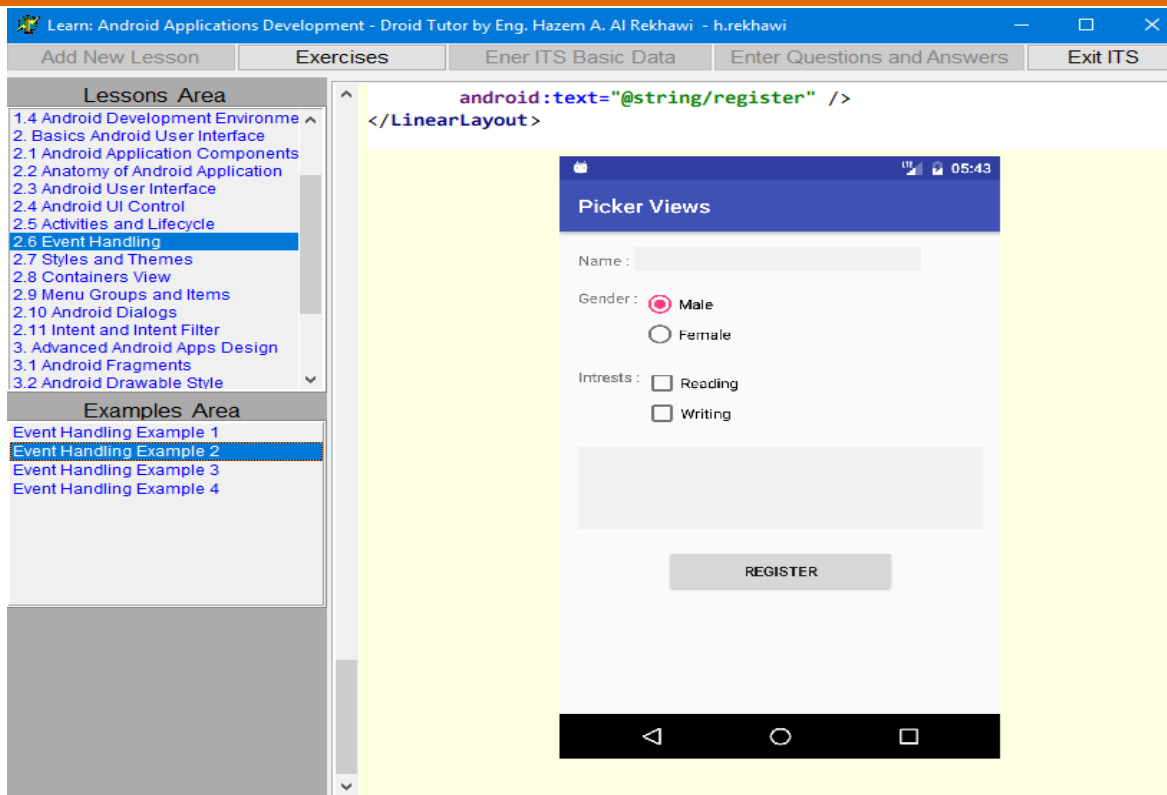 Learn: Android Applications Development - Droid Tutor by Eng. Hazem A. Al Rekhawi - h.rekhawi
Add New Lesson Exercises Ener ITS Basic Data Enter Questions and Answers Exit ITS
Lessons Area
1.4 Android Development Environme
2. Basics Android User Interface
2.1 Android Application Components
2.2 Anatomy of Android Application
2.3 Android User Interface
2.4 Android UI Control
2.5 Activities and Lifecycle
2.6 Event Handling
2.7 Styles and Themes
2.8 Containers View
2.9 Menu Groups and Items
2.10 Android Dialogs
2.11 Intent and Intent Filter
3. Advanced Android Apps Design
3.1 Android Fragments
3.2 Android Drawable Style
Examples Area
Event Handling Example 1
Event Handling Example 2
Event Handling Example 3
Event Handling Example 4
android:text="@string/register" />
</LinearLayout>
LTE 05:43
Picker Views
Name :
Gender : Male
Female
Intrests : Reading
Writing
REGISTER